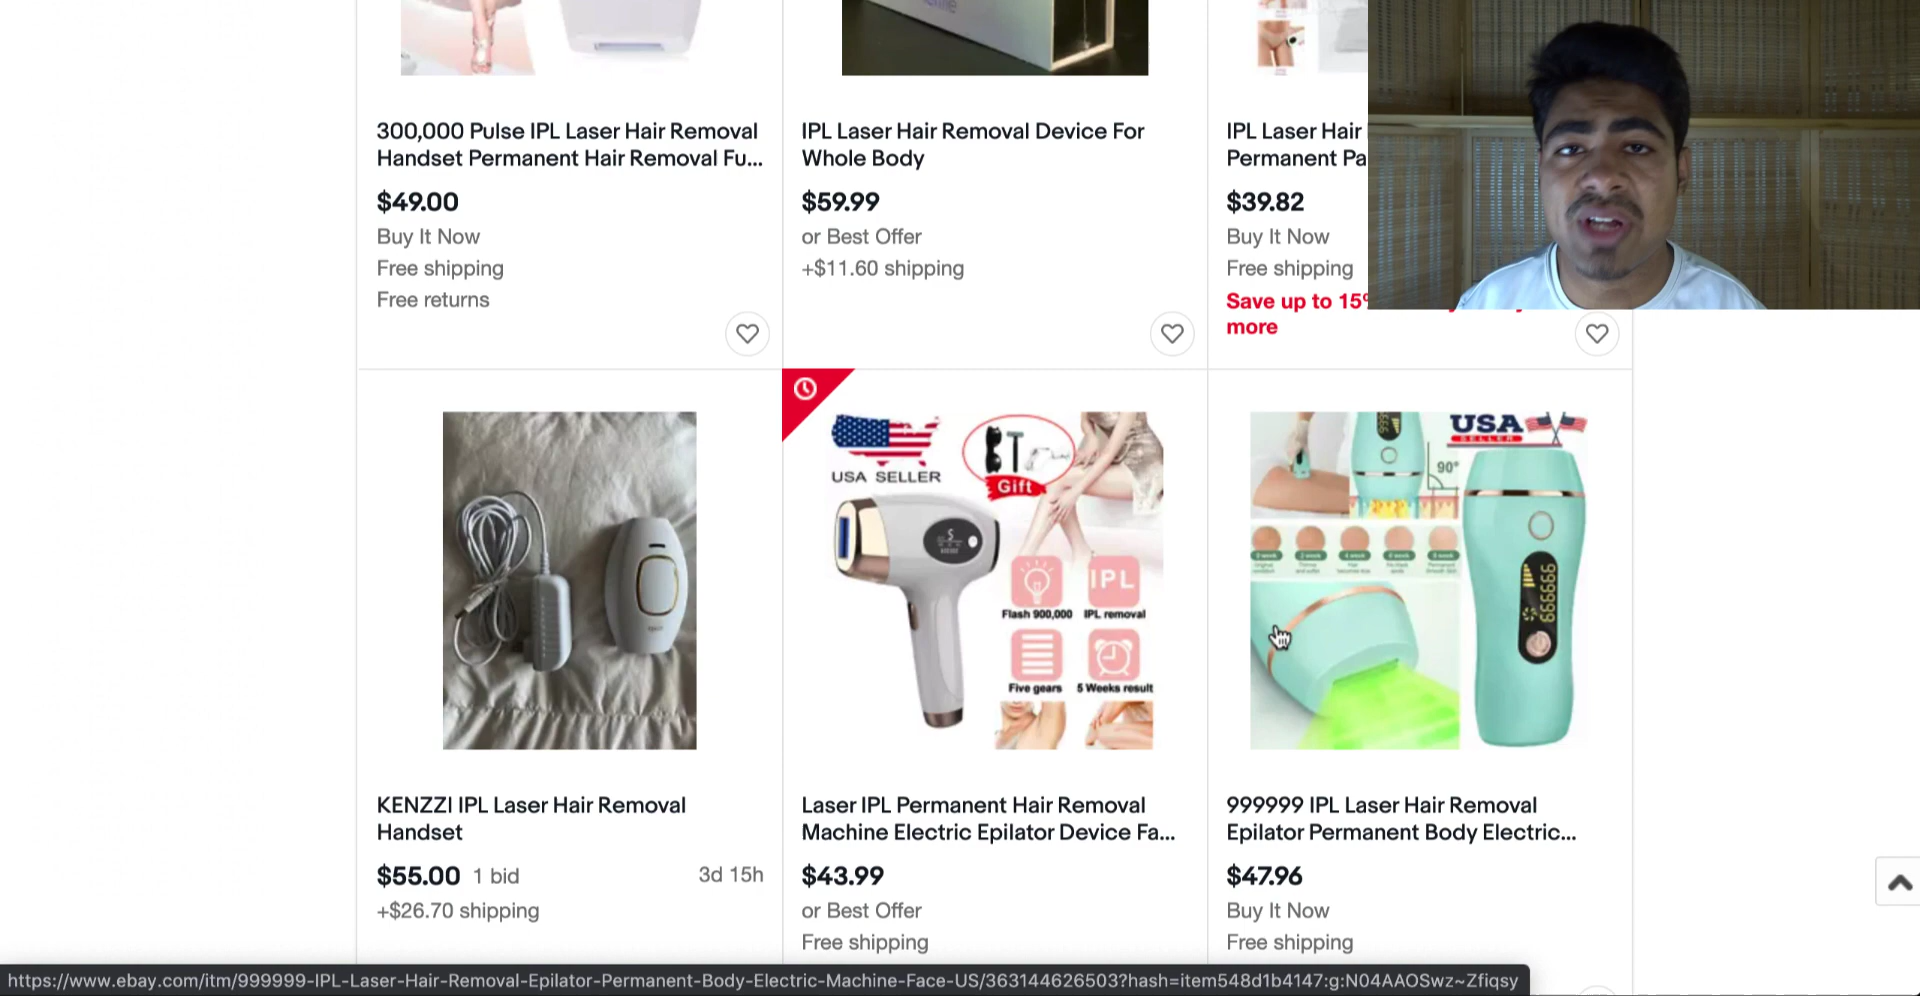 300,000 Pulse IPL Laser Hair Removal
Handset Permanent Hair Removal Fu...
$49.00
Buy It Now
Free shipping
Free returns
IPL Laser Hair Removal Device For
Whole Body
$59.99
or Best Offer
+$11.60 shipping
IPL Laser Hair
Permanent Pa
$39.82
Buy It Now
Free shipping
Save up to 15
more
KENZZI IPL Laser Hair Removal
Handset
$55.00 1 bid 3d 15h
+$26.70 shipping
USA SELLER
Gift
S
IPL
Flash 900,000 IPL removal
Five gears 5 Weeks result
Laser IPL Permanent Hair Removal
Machine Electric Epilator Device Fa...
$43.99
or Best Offer
Free shipping
USA
SELLER
90°
999999
999999 IPL Laser Hair Removal
Epilator Permanent Body Electric...
$47.96
Buy It Now
Free shipping
https://www.ebay.com/itm/999999-IPL-Laser-Hair-Removal-Epilator-Permanent-Body-Electric-Machine-Face-US/363144626503?hash=item548d1b4147:g:N04AAOSwz~Zfiqsy